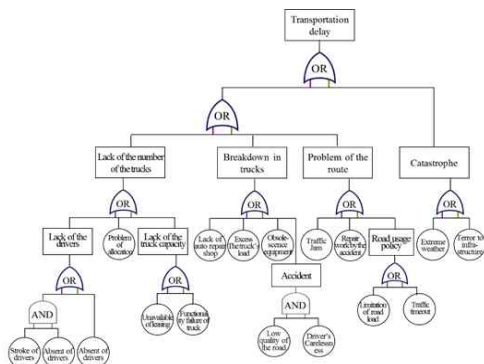 Transportation
delay
OR
OR
Lack of the number
of the trucks
Breakdown in
trucks
Problem of the
route
Catastrophe
OR
OR
OR
OR
Lack of the
drivers
Problem of
allocation
Lack of the
truck capacity
Lack of
auto repair
shop
Excess
The truck's
load
Obsole-
scence
equipment
Traffic
Jam
Repair
work by the
accident
Road usage
policy
Extreme
weather
Terror to
infra-
structure
OR
OR
Accident
OR
AND
Unavailable
of leasing
Functional-
ity failure of
truck
AND
Limitation
of road
load
Traffic
timeout
Stroke of
drivers
Absent of
drivers
Absent of
drivers
Low
quality of
the road
Driver's
Carelessn
ess